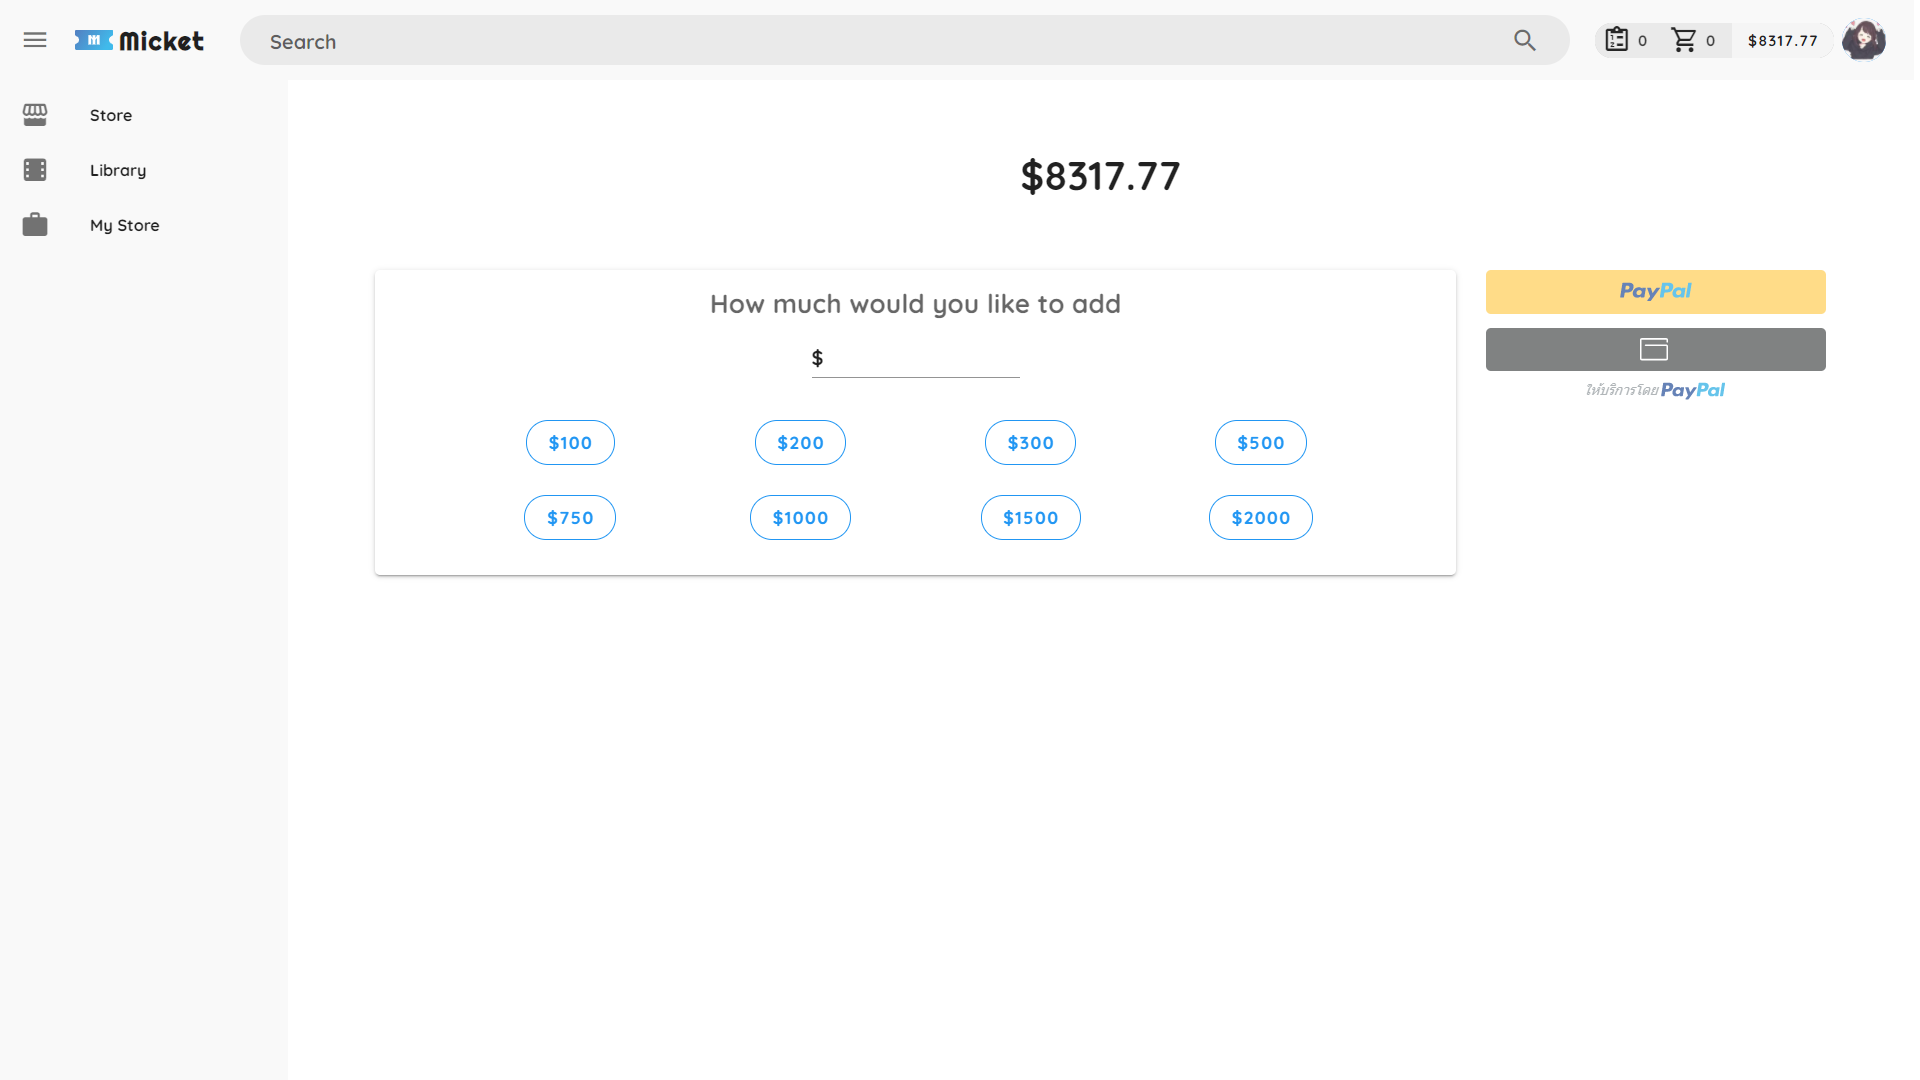 Micket
Search
0
0
$8317.77
Store
Library
My Store
$8317.77
How much would you like to add
$
$100
$200
$300
$500
$750
$1000
$1500
$2000
PayPal
ให้บริการโดย PayPal